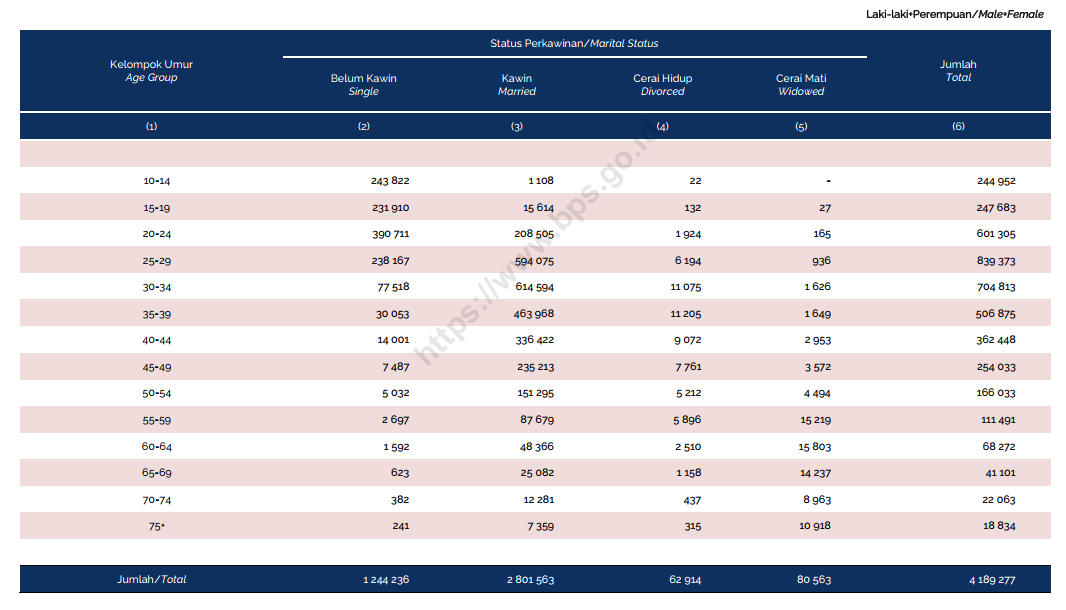 Laki-laki+Perempuan/Male+Female
Status Perkawinan/Marital Status
Kelompok Umur Jumlah
Age Group Total
Belum Kawin Kawin Cerai Hidup Cerai Mati
Single Married Divorced Widowed
(1) (2) (3) (4) (5) (6)
10-14 243 822 1 108 22 - 244 952
15-19 231 910 15 614 132 27 247 683
20-24 390 711 208 505 1 924 165 601 305
25-29 238 167 594 075 6 194 936 839 373
30-34 77 518 614 594 11 075 1 626 704 813
35-39 30 053 463 968 11 205 1 649 506 875
40-44 14 001 336 422 9 072 2 953 362 448
45-49 7 487 235 213 7 761 3 572 254 033
50-54 5 032 151 295 5 212 4 494 166 033
55-59 2 697 87 679 5 896 15 219 111 491
60-64 1 592 48 366 2 510 15 803 68 272
65-69 623 25 082 1 158 14 237 41 101
70-74 382 12 281 437 8 963 22 063
75+ 241 7 359 315 10 918 18 834
Jumlah/Total 1 244 236 2 801 563 62 914 80 563 4 189 277
https://www.bps.go.id